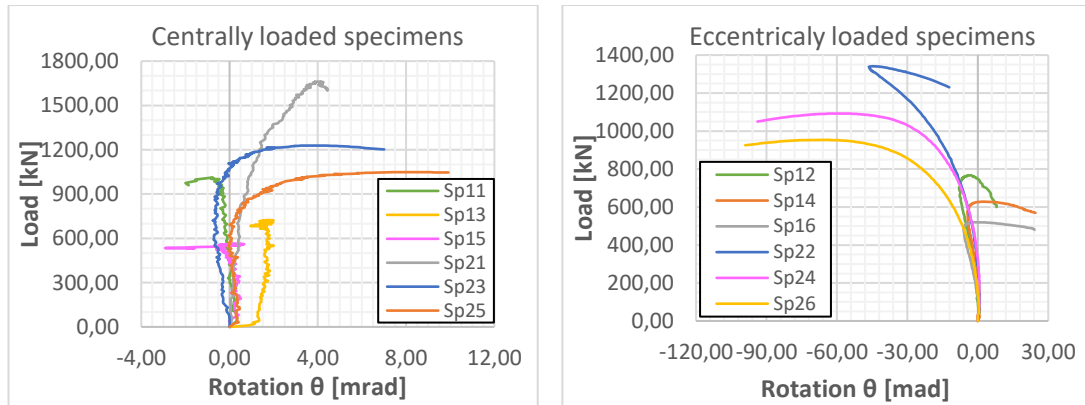 Centrally loaded specimens
1800,00
1500,00
1200,00
900,00
600,00
300,00
0,00
Load [kN]
-4,00 0,00 4,00 8,00 12,00
Rotation θ [mrad]
Sp11
Sp13
Sp15
Sp21
Sp23
Sp25
Eccentricaly loaded specimens
1400,00
1200,00
1000,00
800,00
600,00
400,00
200,00
0,00
Load [kN]
-120,00 -90,00 -60,00 -30,00 0,00 30,00
Rotation θ [mad]
Sp12
Sp14
Sp16
Sp22
Sp24
Sp26